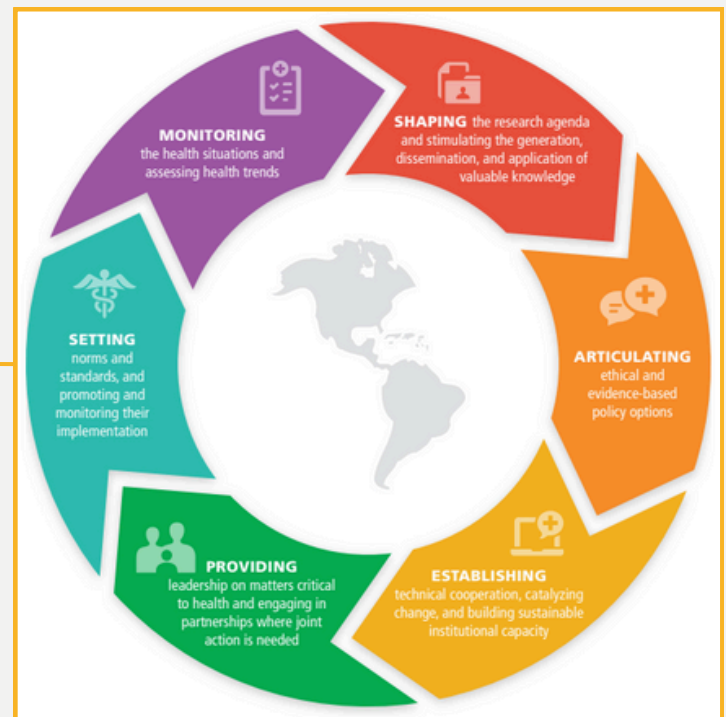 MONITORING
the health situations and
assessing health trends
SHAPING the research agenda
and stimulating the generation,
dissemination, and application of
valuable knowledge
ARTICULATING
ethical and
evidence-based
policy options
ESTABLISHING
technical cooperation, catalyzing
change, and building sustainable
institutional capacity
PROVIDING
leadership on matters critical
to health and engaging in
partnerships where joint
action is needed
SETTING
norms and
standards, and
promoting and
monitoring their
implementation